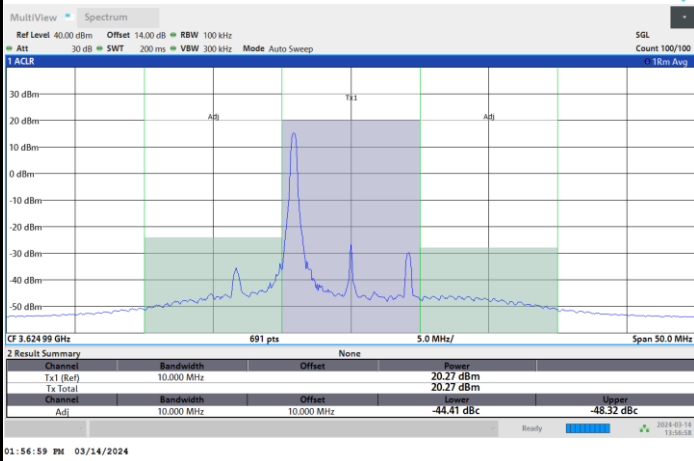 MultiView Spectrum
Ref Level 40.00 dBm Offset 14.00 dB RBW 100 kHz SGL
Att 30 dB SWT 200 ms VBW 300 kHz Mode Auto Sweep Count 100/100
1 ACLR 1Rm Avg
Tx1
Adj Adj
30 dBm
20 dBm
10 dBm
0 dBm
-10 dBm
-20 dBm
-30 dBm
-40 dBm
-50 dBm
CF 3.624 99 GHz 691 pts 5.0 MHz/ Span 50.0 MHz
2 Result Summary None
Channel Bandwidth Offset Power
Tx1 (Ref) 10.000 MHz 20.27 dBm
Tx Total 20.27 dBm
Channel Bandwidth Offset Lower Upper
Adj 10.000 MHz 10.000 MHz -44.41 dBc -48.32 dBc
Ready 2024-03-14
13:56:58
01:56:59 PM 03/14/2024